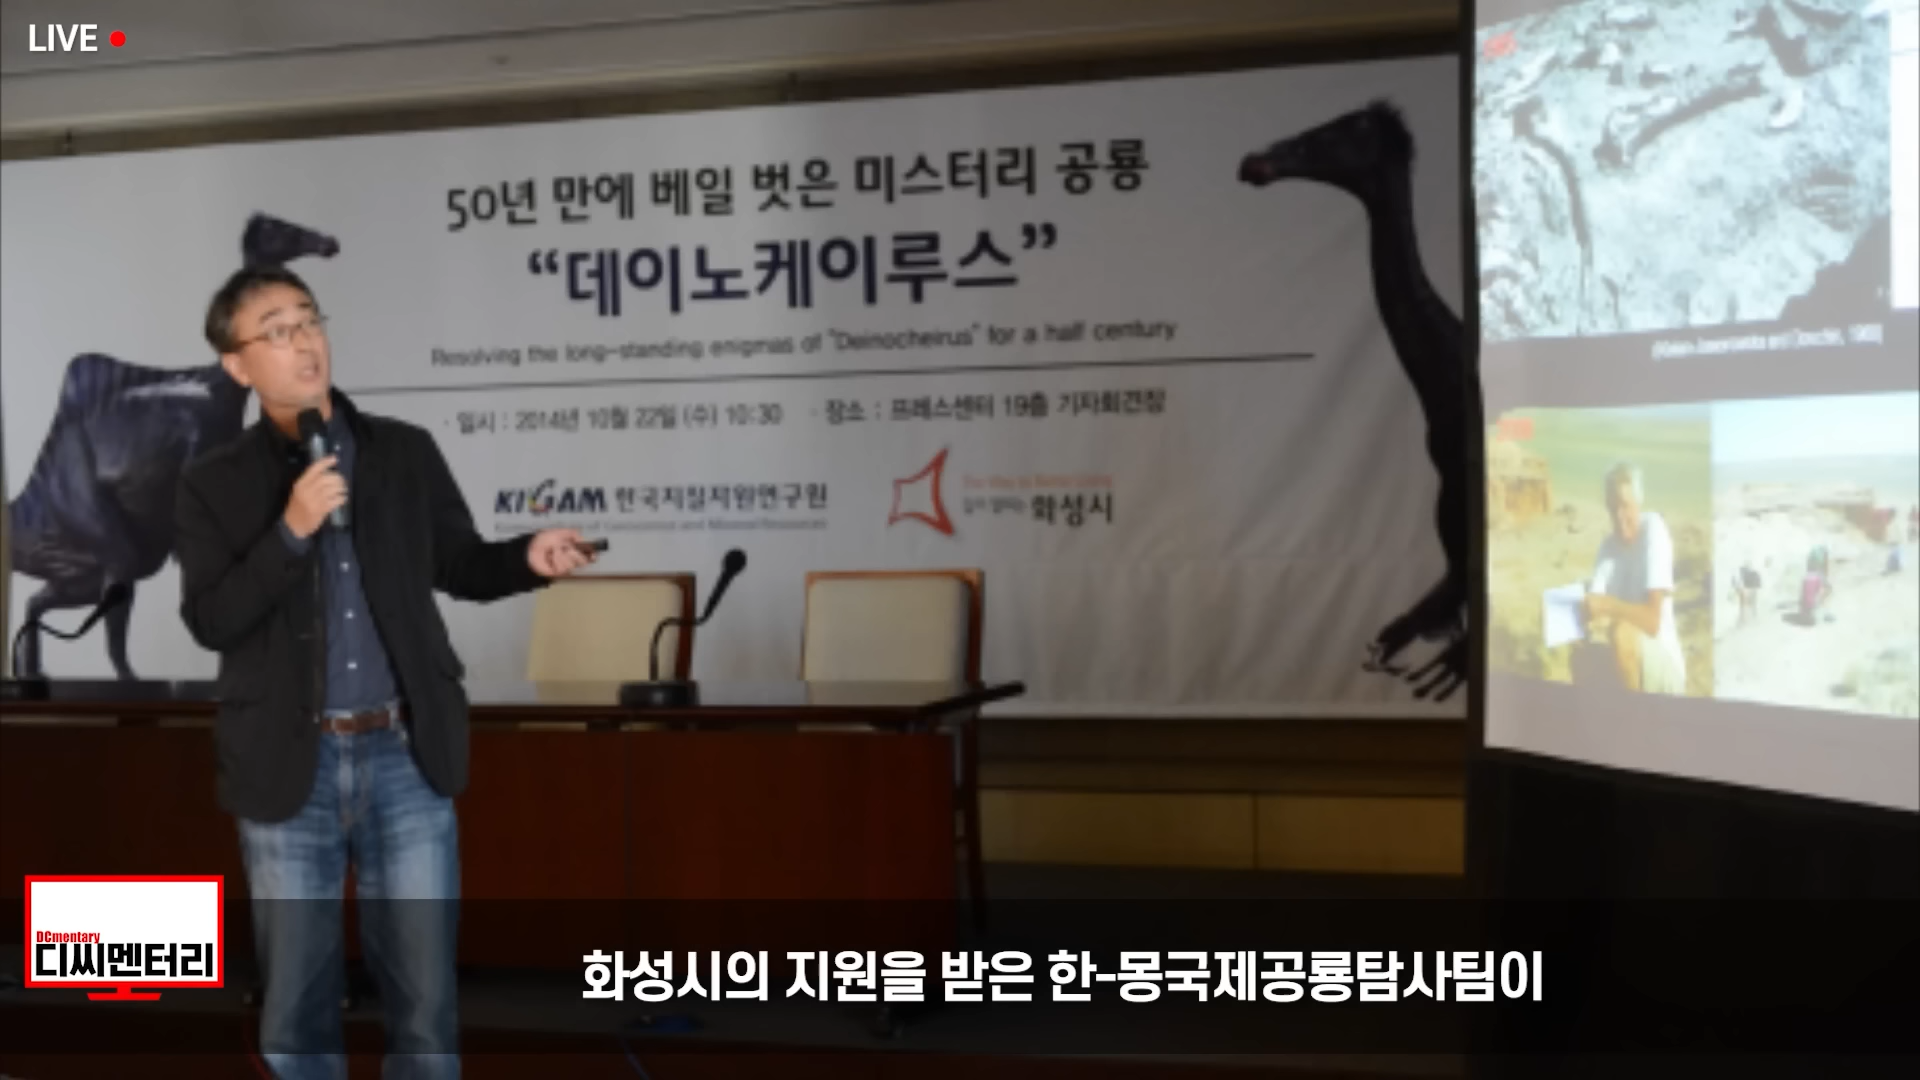 LIVE
50년 만에 베일 벗은 미스터리 공룡
“데이노케이루스”
Resolving the long-standing enigmas of "Deinocheirus" for a half century
· 일시 : 2014년 10월 22일 (수) 10:30 · 장소 : 프레스센터 19층 기자회견장
KIGAM 한국지질자원연구원
화성시
DCmentary
디씨멘터리
화성시의 지원을 받은 한-몽국제공룡탐사팀이